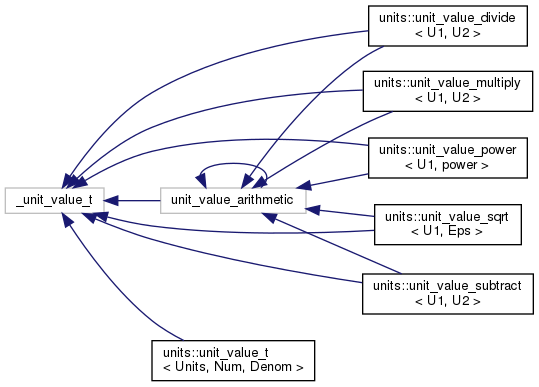 units::unit_value_divide
< U1, U2 >
units::unit_value_multiply
< U1, U2 >
units::unit_value_power
< U1, power >
_unit_value_t
unit_value_arithmetic
units::unit_value_sqrt
< U1, Eps >
units::unit_value_subtract
< U1, U2 >
units::unit_value_t
< Units, Num, Denom >